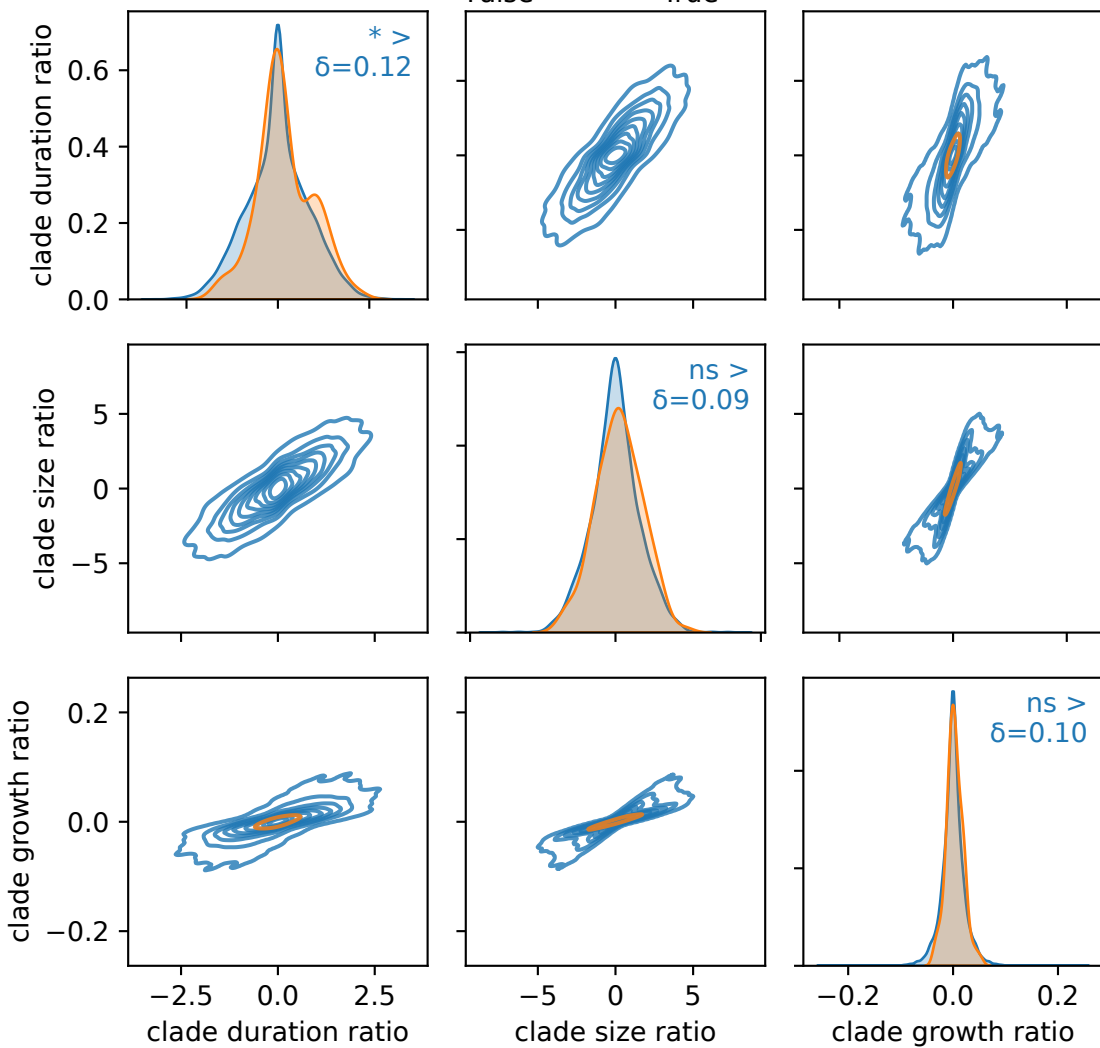 clade duration ratio
0.6
0.4
0.2
0.0
* >
δ=0.12
clade size ratio
5
0
−5
ns >
δ=0.09
clade growth ratio
0.2
0.0
−0.2
ns >
δ=0.10
−2.5 0.0 2.5
−5 0 5
−0.2 0.0 0.2
clade duration ratio
clade size ratio
clade growth ratio